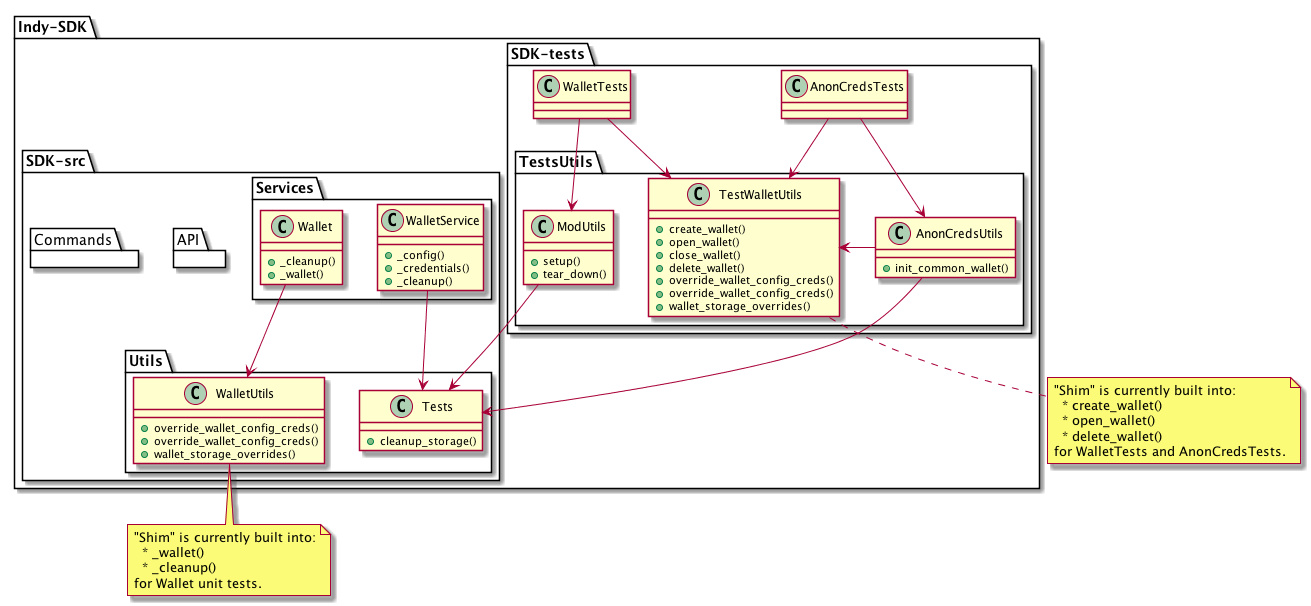 Indy-SDK
SDK-tests
C WalletTests
C AnonCredsTests
SDK-src
TestsUtils
Services
C TestWalletUtils
create_wallet()
open_wallet()
close_wallet()
delete_wallet()
override_wallet_config_creds()
override_wallet_config_creds()
wallet_storage_overrides()
C ModUtils
setup()
tear_down()
C AnonCredsUtils
init_common_wallet()
Commands
API
C Wallet
_cleanup()
_wallet()
C WalletService
_config()
_credentials()
_cleanup()
Utils
C WalletUtils
override_wallet_config_creds()
override_wallet_config_creds()
wallet_storage_overrides()
C Tests
cleanup_storage()
"Shim" is currently built into:
* create_wallet()
* open_wallet()
* delete_wallet()
for WalletTests and AnonCredsTests.
"Shim" is currently built into:
* _wallet()
* _cleanup()
for Wallet unit tests.